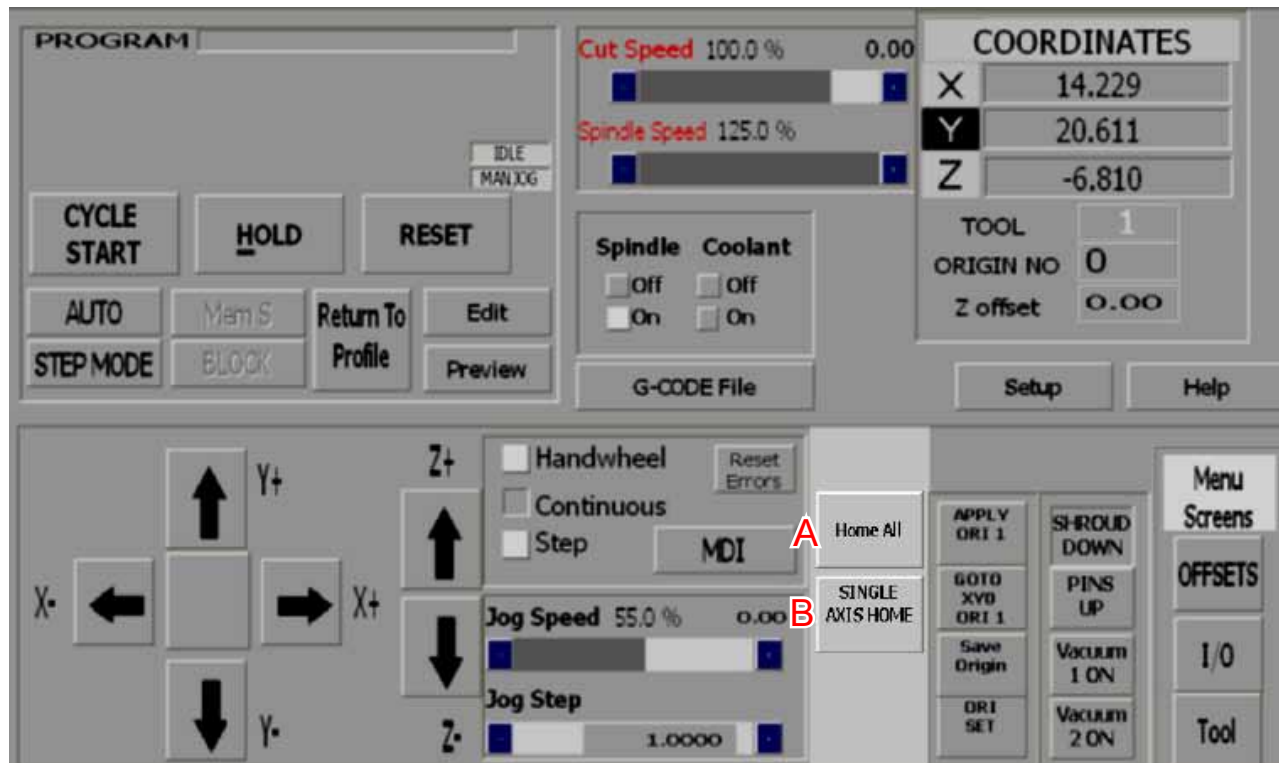 PROGRAM
IDLE
MANJOG
CYCLE
START
HOLD
RESET
AUTO
Mem S
Return To
Profile
Edit
STEP MODE
BLOCK
Preview
Cut Speed 100.0 % 0.00
Spindle Speed 125.0 %
Spindle Coolant
Off Off
On On
G-CODE File
COORDINATES
X 14.229
Y 20.611
Z -6.810
TOOL 1
ORIGIN NO 0
Z offset 0.00
Setup
Help
Y+
X-
X+
Y-
Z+
Z-
Handwheel
Continuous
Step
Reset
Errors
MDI
Jog Speed 55.0 % 0.00
Jog Step
1.0000
A Home All
B SINGLE
AXIS HOME
APPLY
ORI 1
GOTO
XY0
ORI 1
Save
Origin
ORI
SET
SHROUD
DOWN
PINS
UP
Vacuum
1 ON
Vacuum
2 ON
Menu
Screens
OFFSETS
I/O
Tool